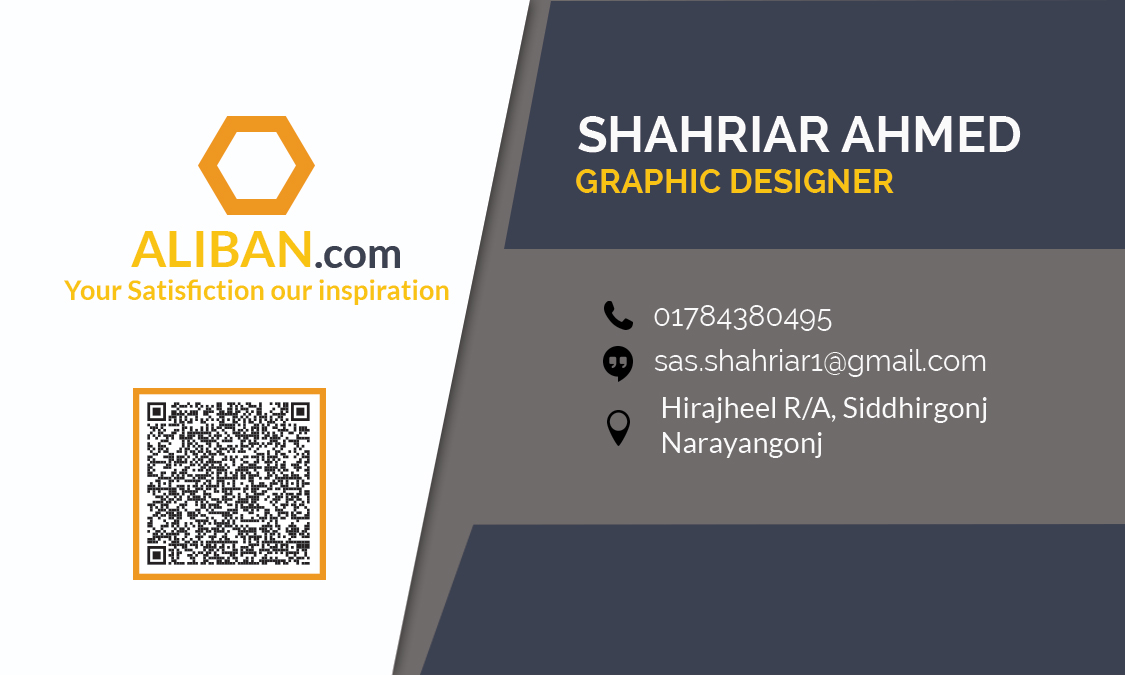 ALIBAN.com
Your Satisfiction our inspiration
SHAHRIAR AHMED
GRAPHIC DESIGNER
01784380495
sas.shahriar1@gmail.com
Hirajheel R/A, Siddhirgonj
Narayangonj